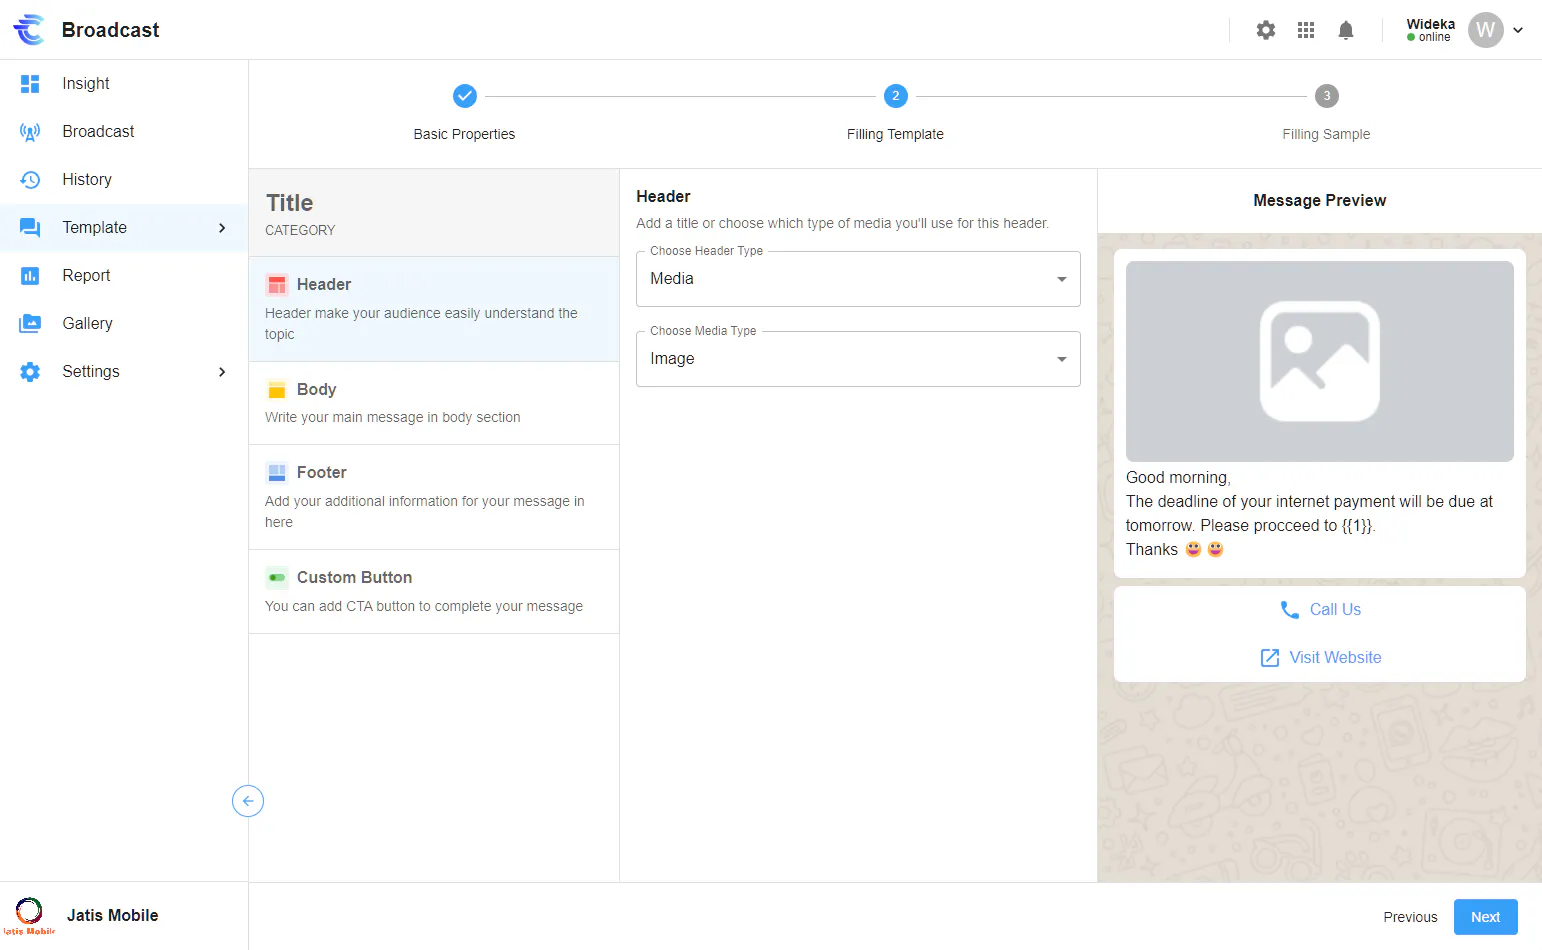 Broadcast
Wideka
online
W
Insight
Broadcast
History
Template
Report
Gallery
Settings
2
3
Basic Properties
Filling Template
Filling Sample
Title
CATEGORY
Header
Header make your audience easily understand the
topic
Body
Write your main message in body section
Footer
Add your additional information for your message in
here
Custom Button
You can add CTA button to complete your message
Header
Add a title or choose which type of media you'll use for this header.
Choose Header Type
Media
Choose Media Type
Image
Message Preview
Good morning,
The deadline of your internet payment will be due at
tomorrow. Please procceed to {{1}}.
Thanks 😀 😀
Call Us
Visit Website
Jatis Mobile
Jatis Mobile
Previous
Next